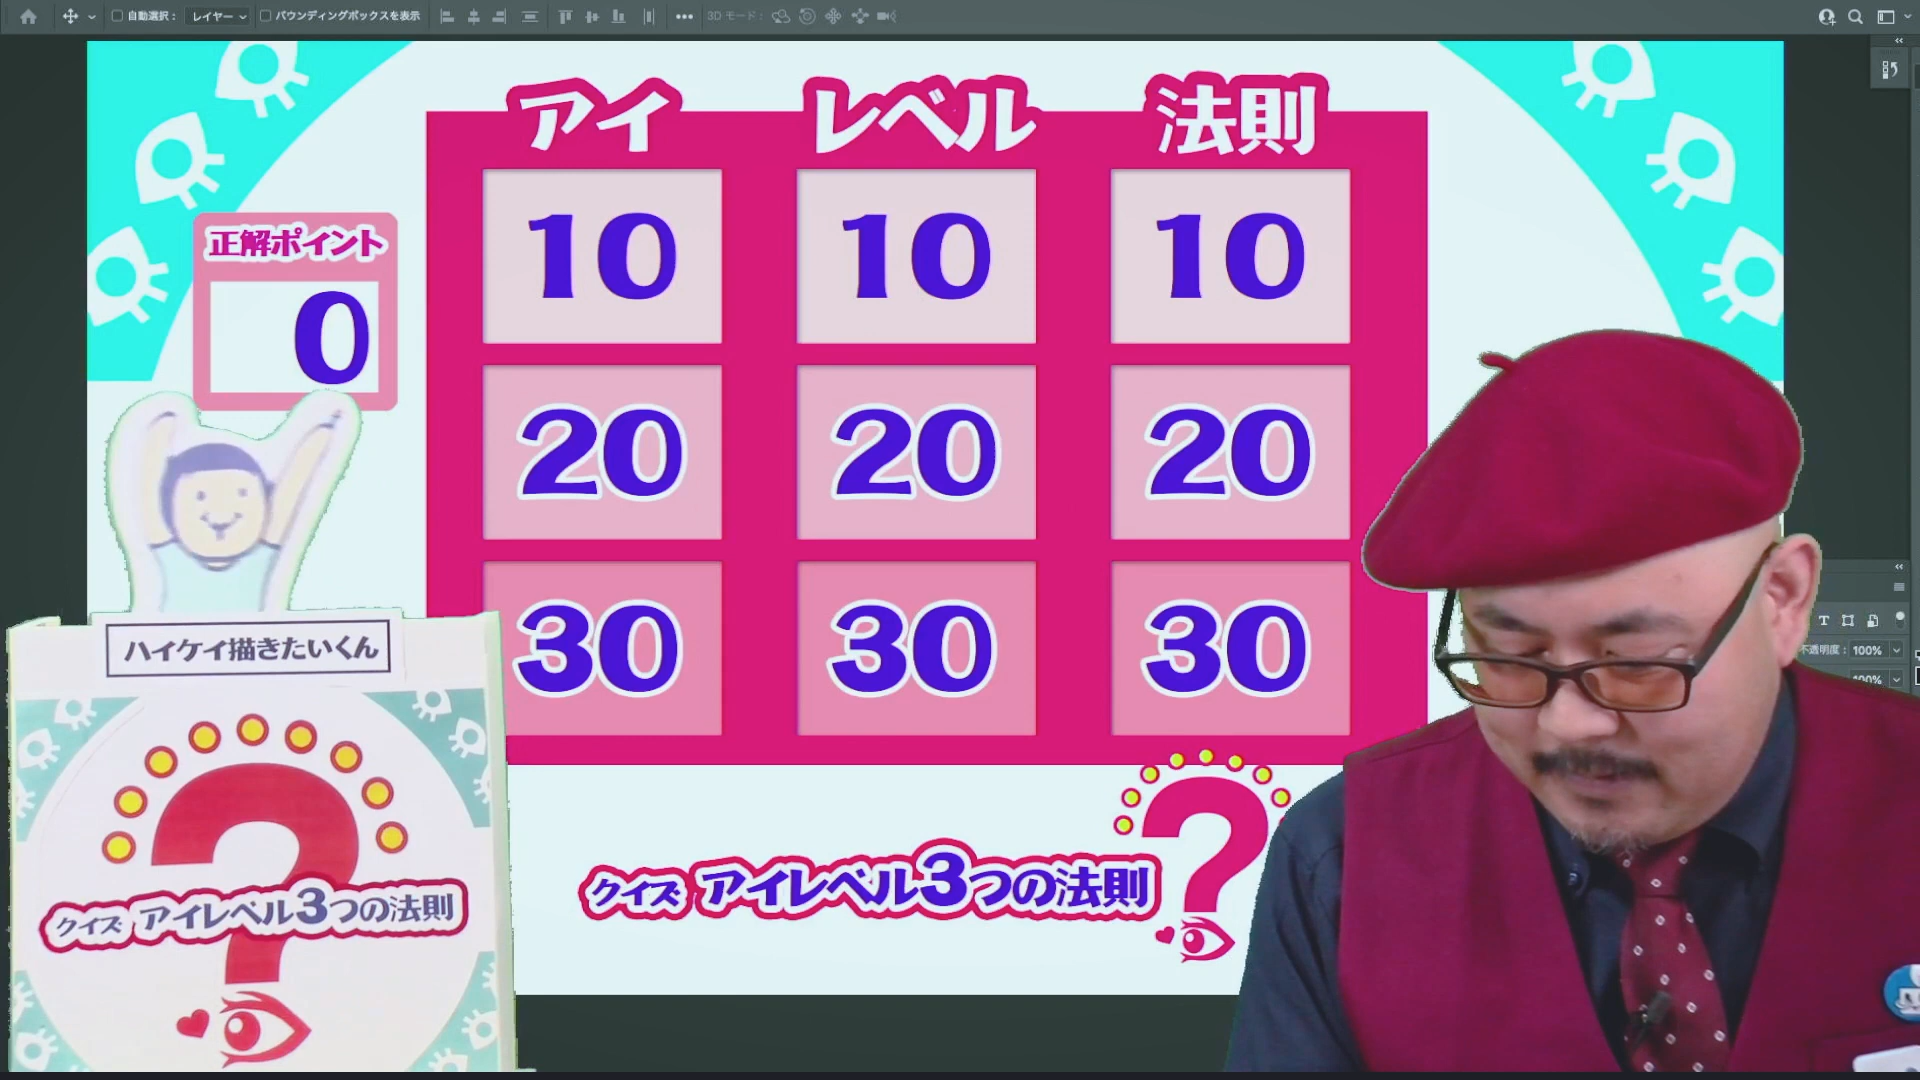 自動選択：
レイヤー
バウンディングボックスを表示
3D モード：
アイ
レベル
法則
10
10
10
正解ポイント
0
20
20
20
30
30
30
不透明度：
100%
100%
ハイケイ描きたいくん
?
クイズ アイレベル3つの法則
?
クイズ アイレベル3つの法則